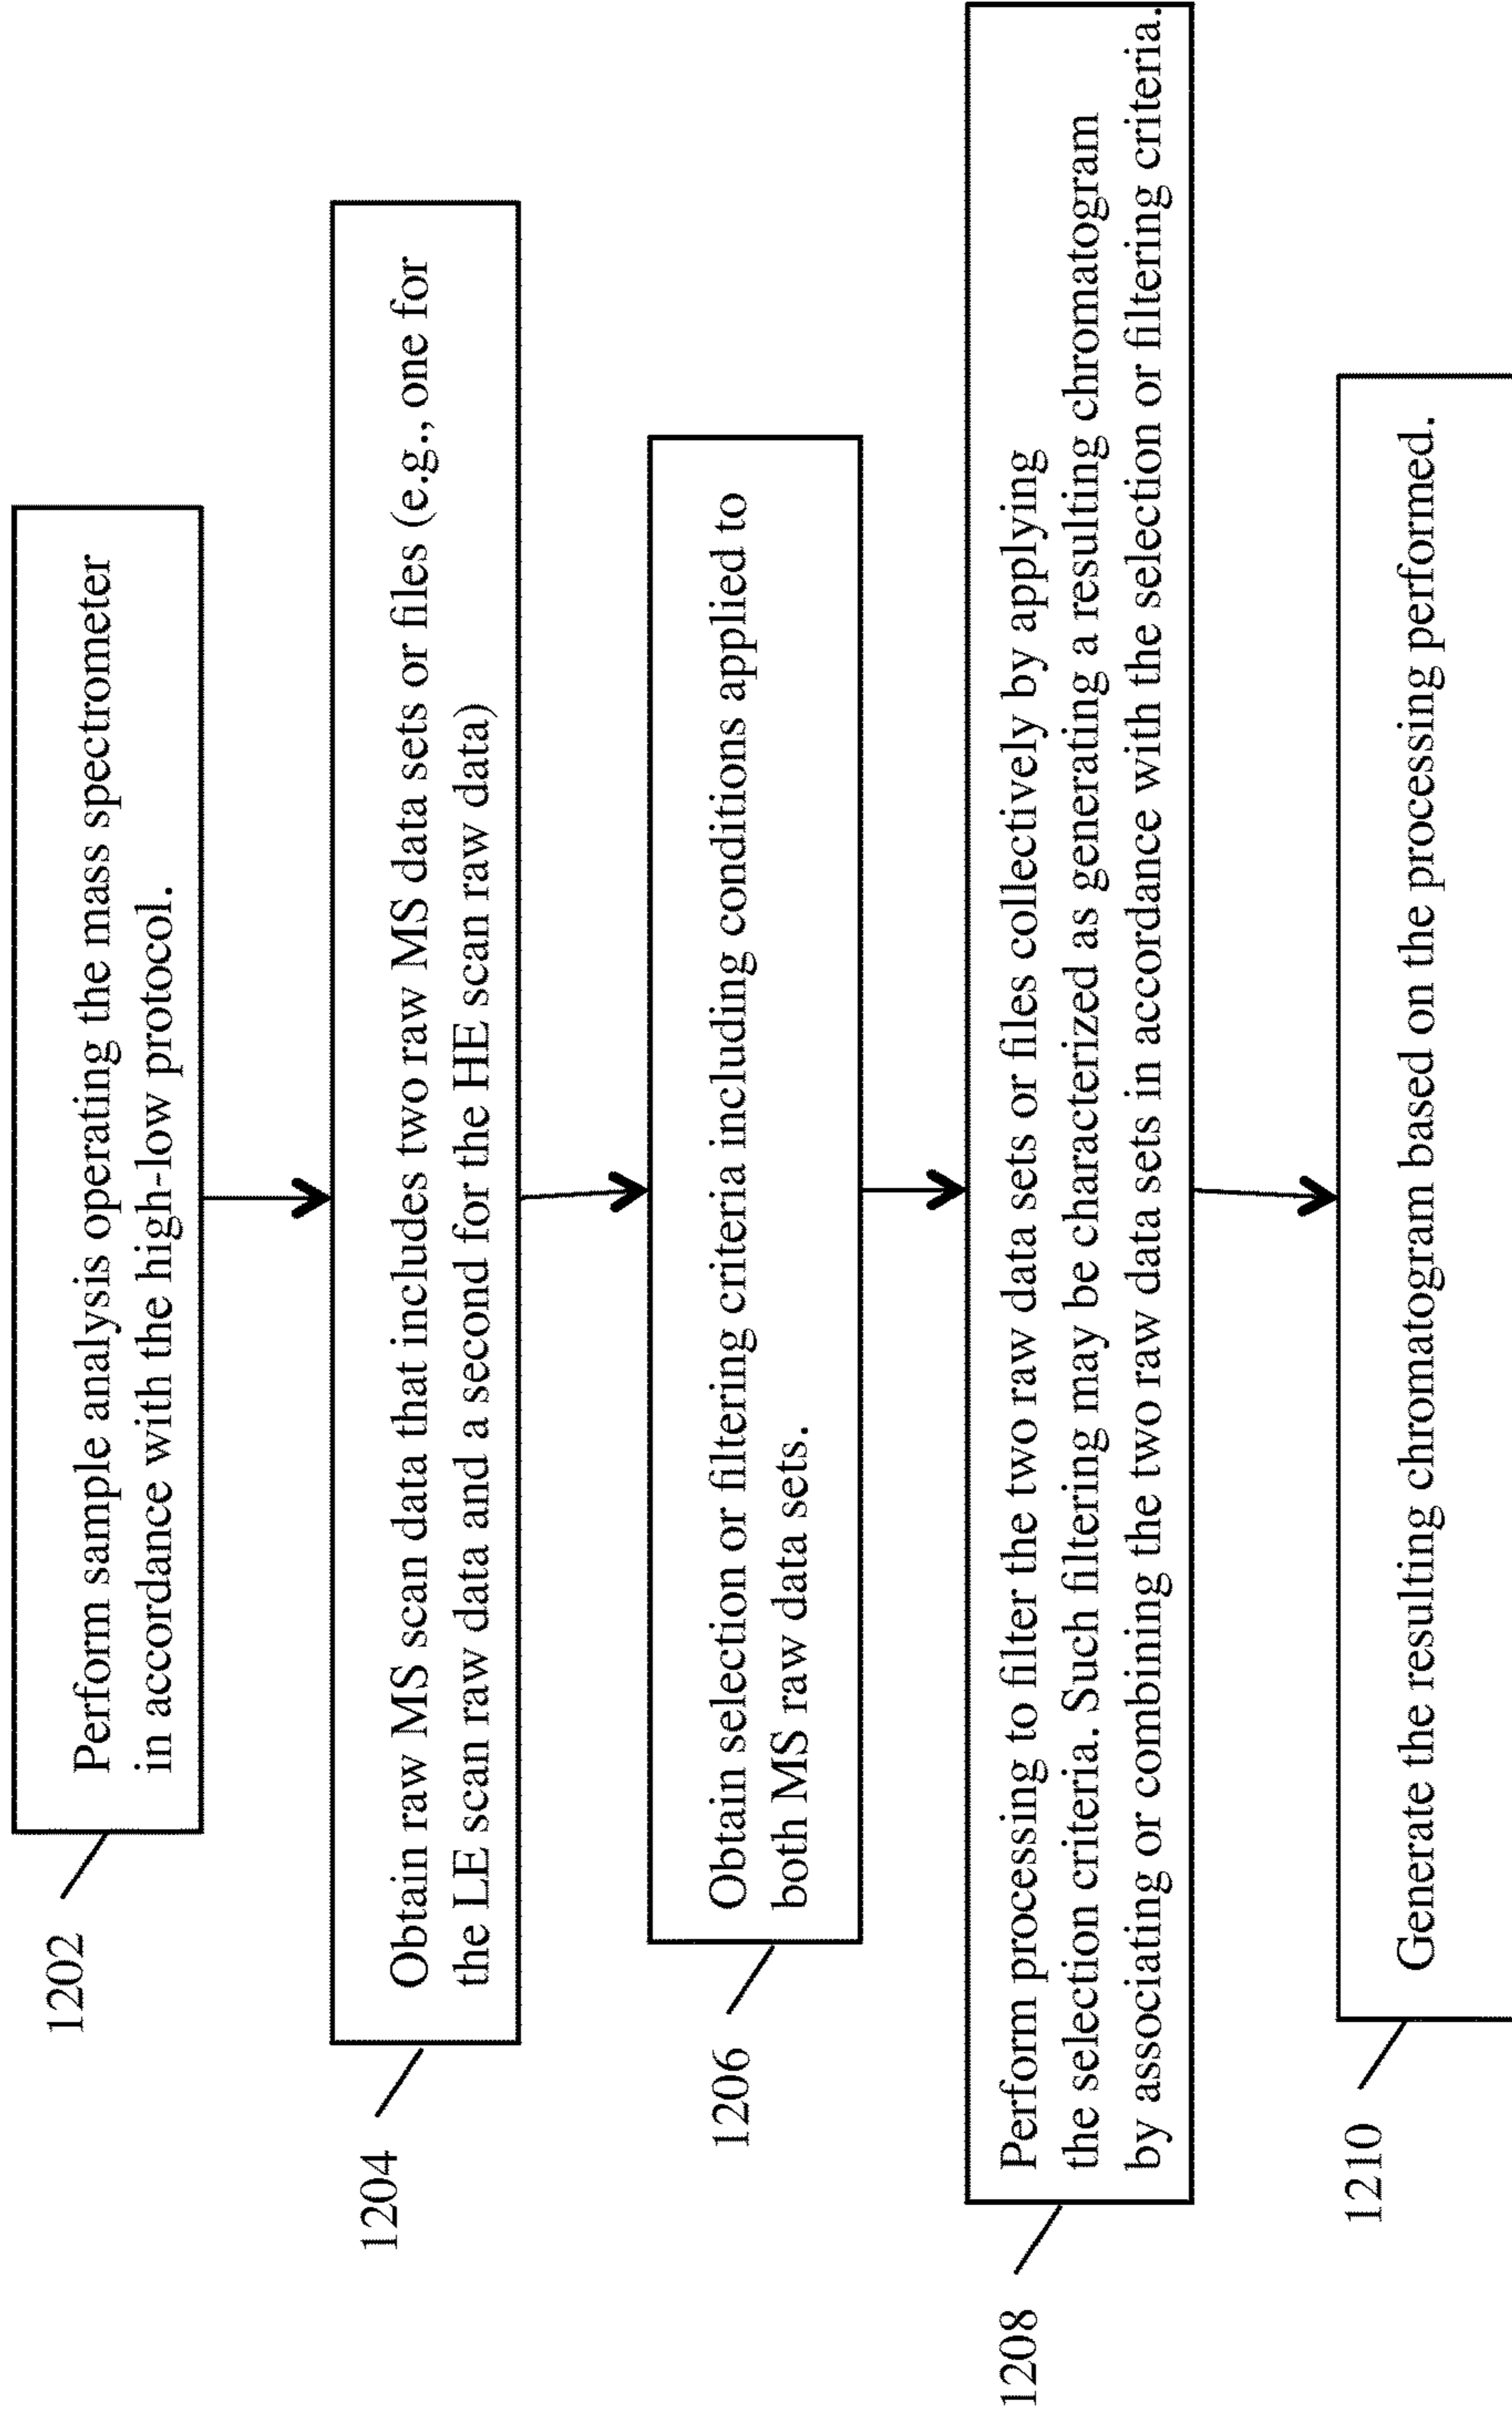 1202
Perform sample analysis operating the mass spectrometer
in accordance with the high-low protocol.
1204
Obtain raw MS scan data that includes two raw MS data sets or files (e.g., one for
the LE scan raw data and a second for the HE scan raw data)
1206
Obtain selection or filtering criteria including conditions applied to
both MS raw data sets.
1208
Perform processing to filter the two raw data sets or files collectively by applying
the selection criteria. Such filtering may be characterized as generating a resulting chromatogram
by associating or combining the two raw data sets in accordance with the selection or filtering criteria.
1210
Generate the resulting chromatogram based on the processing performed.